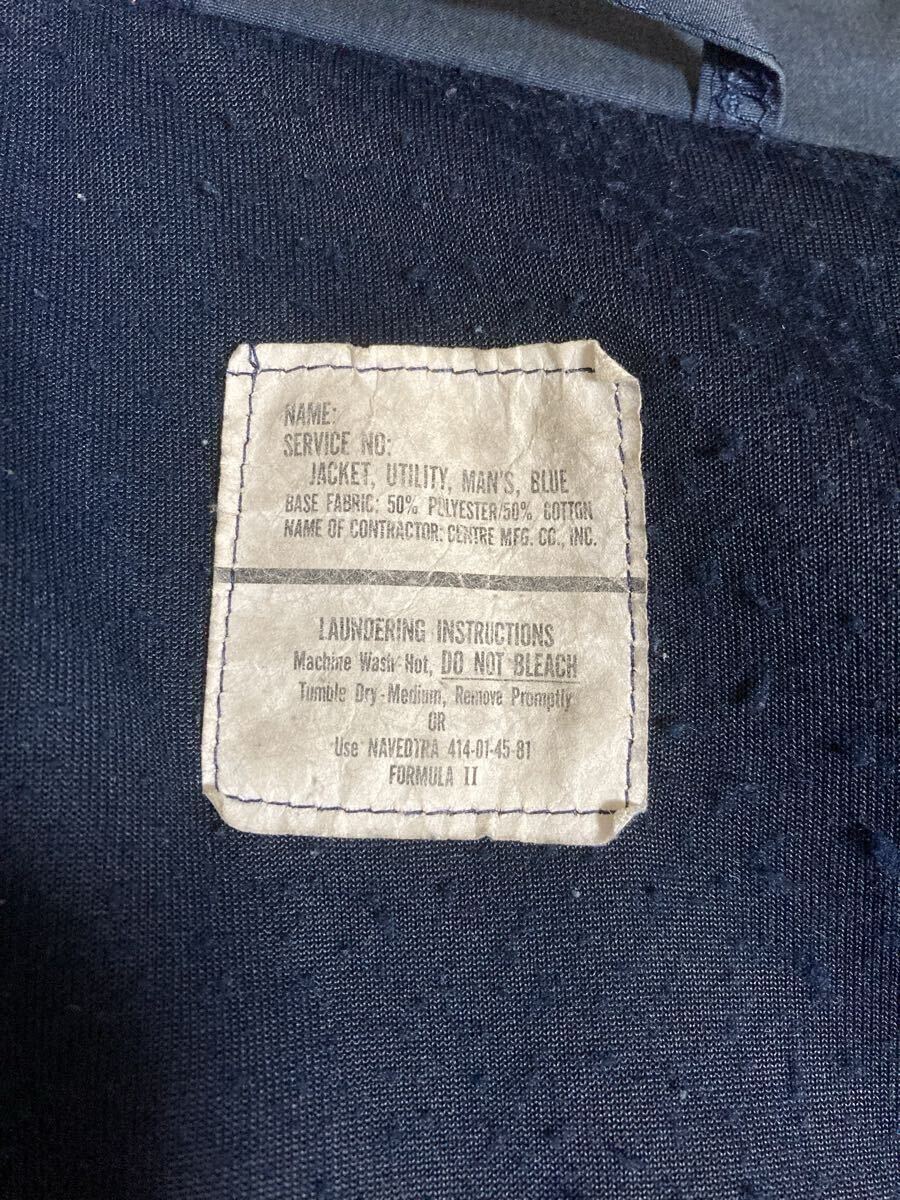 NAME:
SERVICE NO:
JACKET, UTILITY, MAN'S, BLUE
BASE FABRIC: 50% POLYESTER/50% COTTON
NAME OF CONTRACTOR: CENTRE MFG. CO., INC.
LAUNDERING INSTRUCTIONS
Machine Wash-Hot, DO NOT BLEACH
Tumble Dry-Medium, Remove Promptly
OR
Use NAVEDTRA 414-01-45-81
FORMULA II